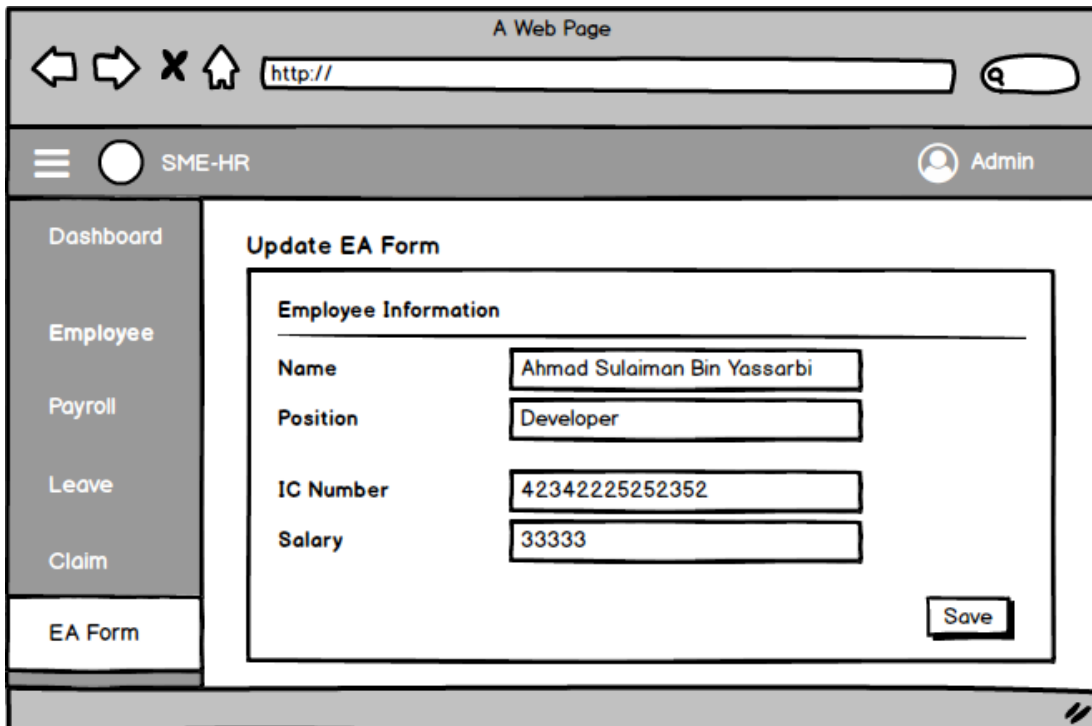 A Web Page
http://
SME-HR
Admin
Dashboard
Employee
Payroll
Leave
Claim
EA Form
Update EA Form
Employee Information
Name Ahmad Sulaiman Bin Yassarbi
Position Developer
IC Number 42342225252352
Salary 33333
Save